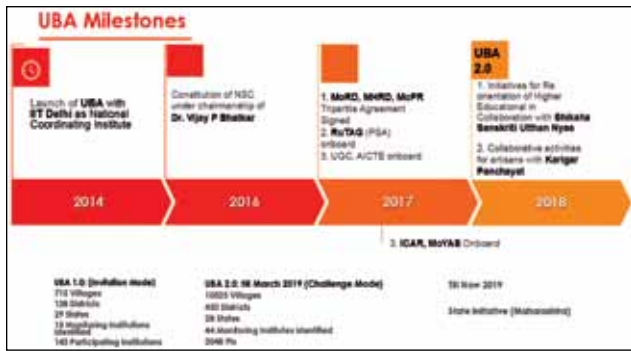 UBA Milestones
Launch of UBA with
IIT Delhi as National
Coordinating Institute
Constitution of NSC
under chairmanship of
Dr. Vijay P Bhatkar
1. MoRD, MHRD, MoPR
Tripartite Agreement
Signed
2. RuTAG (PSA)
onboard
3. UGC, AICTE onboard
UBA
2.0
1. Initiatives for Re
orientation of Higher
Educational in
Collaboration with Shiksha
Sanskriti Utthan Nyas
2. Collaborative activities
for artisans with Karigar
Panchayat
2014
2016
2017
2018
3. ICAR, MoYAS Onboard
UBA 1.0: (Invitation Mode)
Villages
Districts
States
Monitoring Institutions
Identified
Participating Institutions
UBA 2.0: till March 2019 (Challenge Mode)
Villages
Districts
States
44 Monitoring Institutes Identified
PIs
Till Nov 2019
State Initiative (Maharashtra)